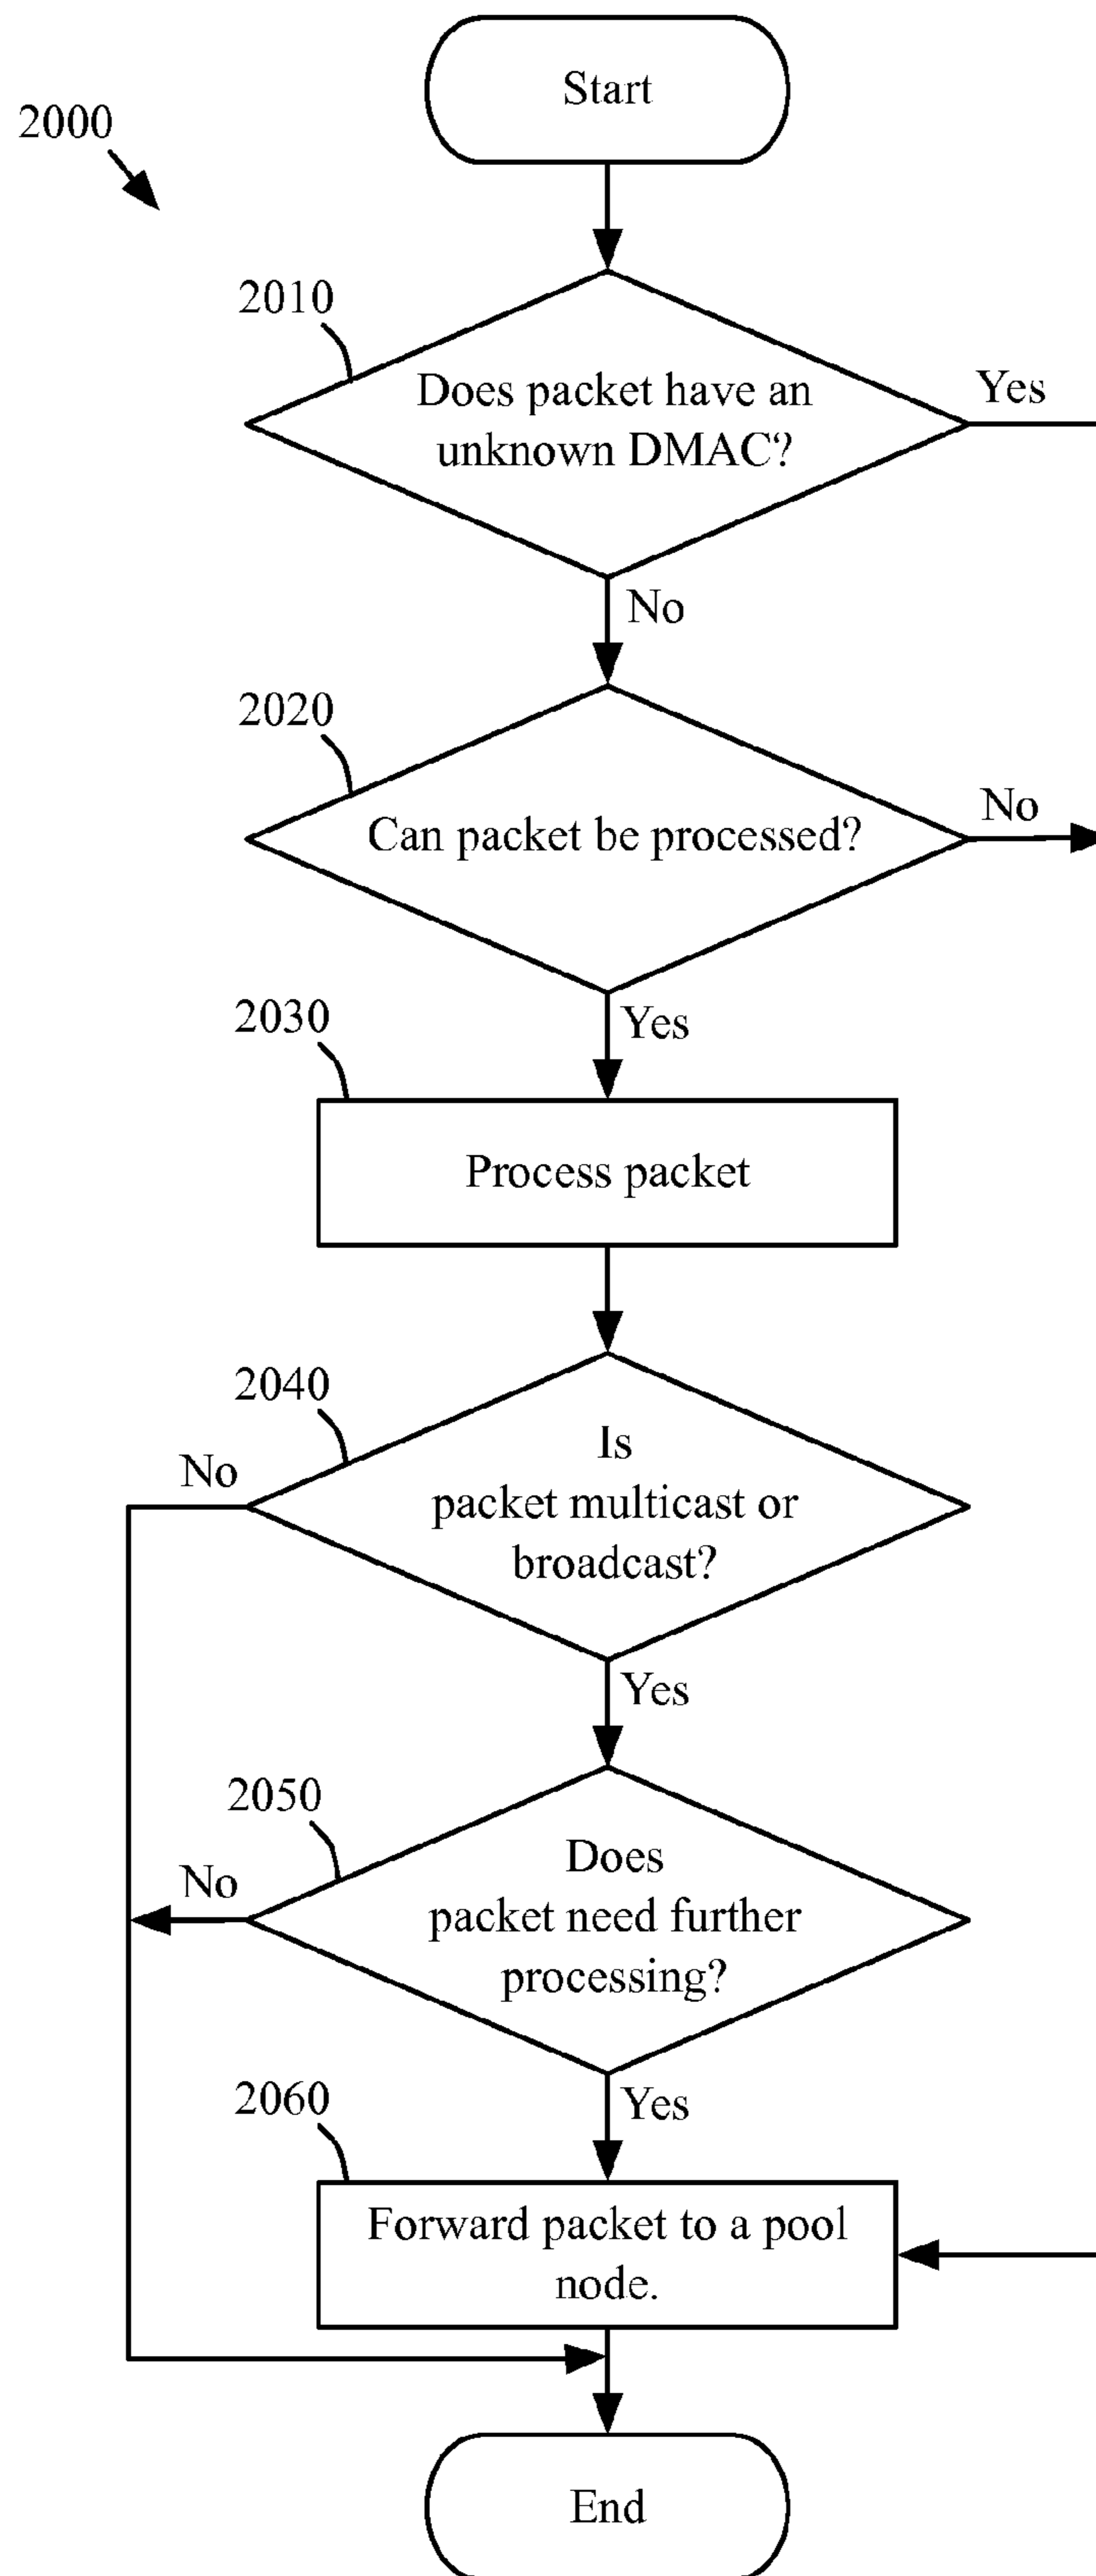 Start
2000
2010
Does packet have an
unknown DMAC?
Yes
No
2020
Can packet be processed?
No
Yes
2030
Process packet
2040
Is
packet multicast or
broadcast?
No
Yes
2050
Does
packet need further
processing?
No
Yes
2060
Forward packet to a pool
node.
End